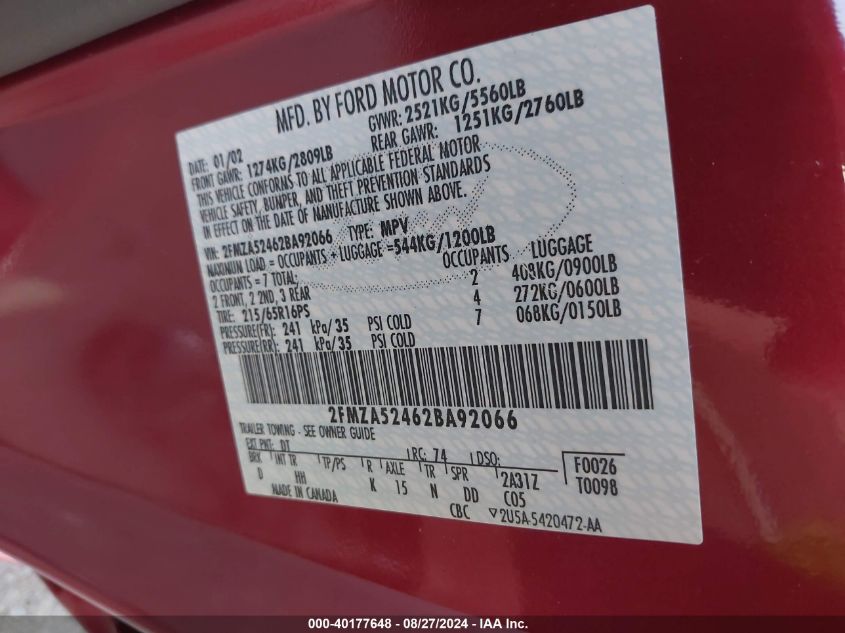 MFD. BY FORD MOTOR CO.
DATE: 01/02 GVWR: 2521KG/5560LB
FRONT GAWR: 1274KG/2809LB REAR GAWR: 1251KG/2760LB
THIS VEHICLE CONFORMS TO ALL APPLICABLE FEDERAL MOTOR
VEHICLE SAFETY, BUMPER, AND THEFT PREVENTION STANDARDS
IN EFFECT ON THE DATE OF MANUFACTURE SHOWN ABOVE.
VIN: 2FMZA52462BA92066 TYPE: MPV
MAXIMUM LOAD = OCCUPANTS + LUGGAGE =544KG/1200LB
OCCUPANTS = 7 TOTAL: OCCUPANTS LUGGAGE
2 FRONT, 2 2ND, 3 REAR 2 408KG/0900LB
TIRE: 215/65R16PS 4 272KG/0600LB
PRESSURE(FR): 241 kPa/35 PSI COLD 7 068KG/0150LB
PRESSURE(RR): 241 kPa/35 PSI COLD
2FMZA52462BA92066
TRAILER TOWING - SEE OWNER GUIDE
EXT PNT: DT RC: 74 DSO: F0026
BRK INT TR TP/PS R AXLE TR SPR 2A31Z T0098
D HH K 15 N DD C05
MADE IN CANADA CBC ▽2U5A-5420472-AA
000-40177648 - 08/27/2024 - IAA Inc.